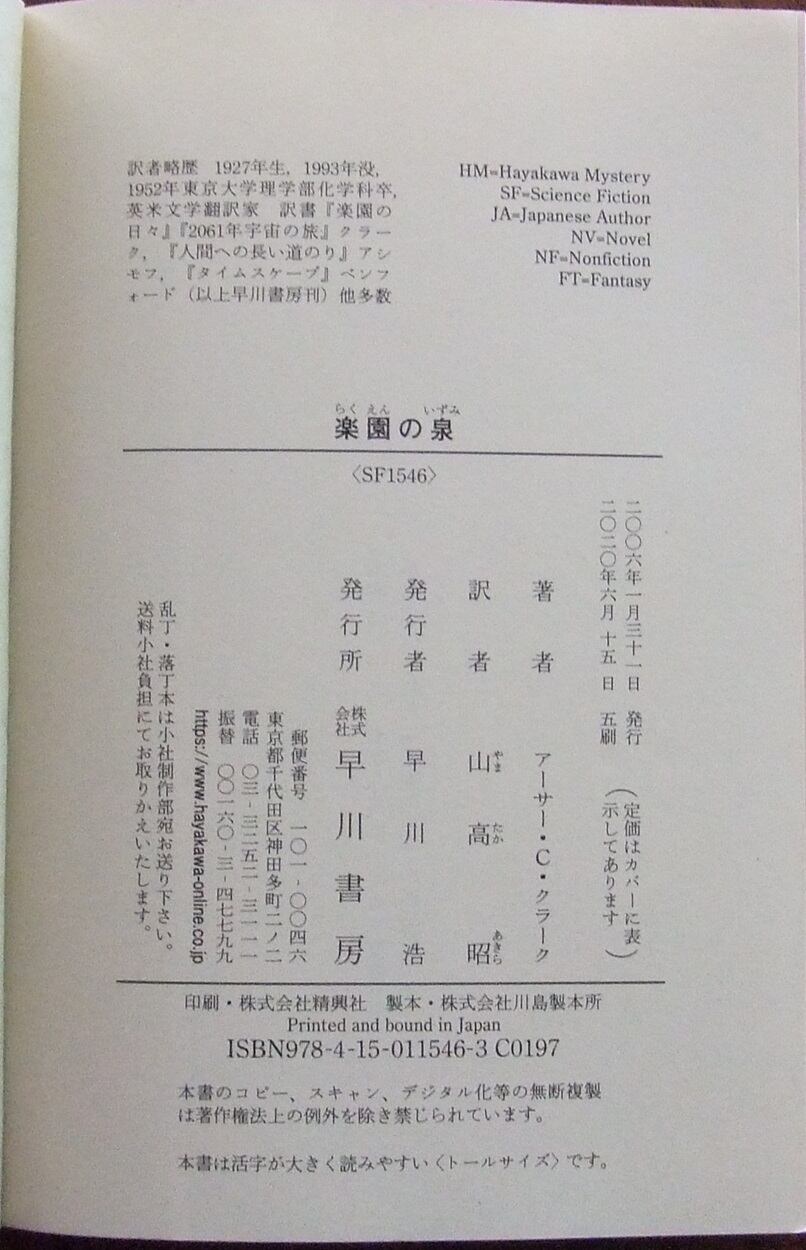 訳者略歴　1927年生，1993年没，
1952年東京大学理学部化学科卒，
英米文学翻訳家　訳書『楽園の
日々』『2061年宇宙の旅』クラー
ク，『人間への長い道のり』アシ
モフ，『タイムスケープ』ベンフ
ォード（以上早川書房刊）他多数
HM=Hayakawa Mystery
SF=Science Fiction
JA=Japanese Author
NV=Novel
NF=Nonfiction
FT=Fantasy
らく えん いずみ
楽園の泉
〈SF1546〉
二〇〇六年一月三十一日　発行
二〇二〇年六月十五日　五刷
（定価はカバーに表
示してあります）
著者　アーサー・C・クラーク
訳者　山高昭
やま たか あきら
発行者　早川浩
発行所　株式会社早川書房
郵便番号　一〇一-〇〇四六
東京都千代田区神田多町二ノ二
電話　〇三-三二五二-三一一一
振替　〇〇一六〇-三-四七七九九
https://www.hayakawa-online.co.jp
乱丁・落丁本は小社制作部宛お送り下さい。
送料小社負担にてお取りかえいたします。
印刷・株式会社精興社　製本・株式会社川島製本所
Printed and bound in Japan
ISBN978-4-15-011546-3 C0197
本書のコピー、スキャン、デジタル化等の無断複製
は著作権法上の例外を除き禁じられています。
本書は活字が大きく読みやすい〈トールサイズ〉です。